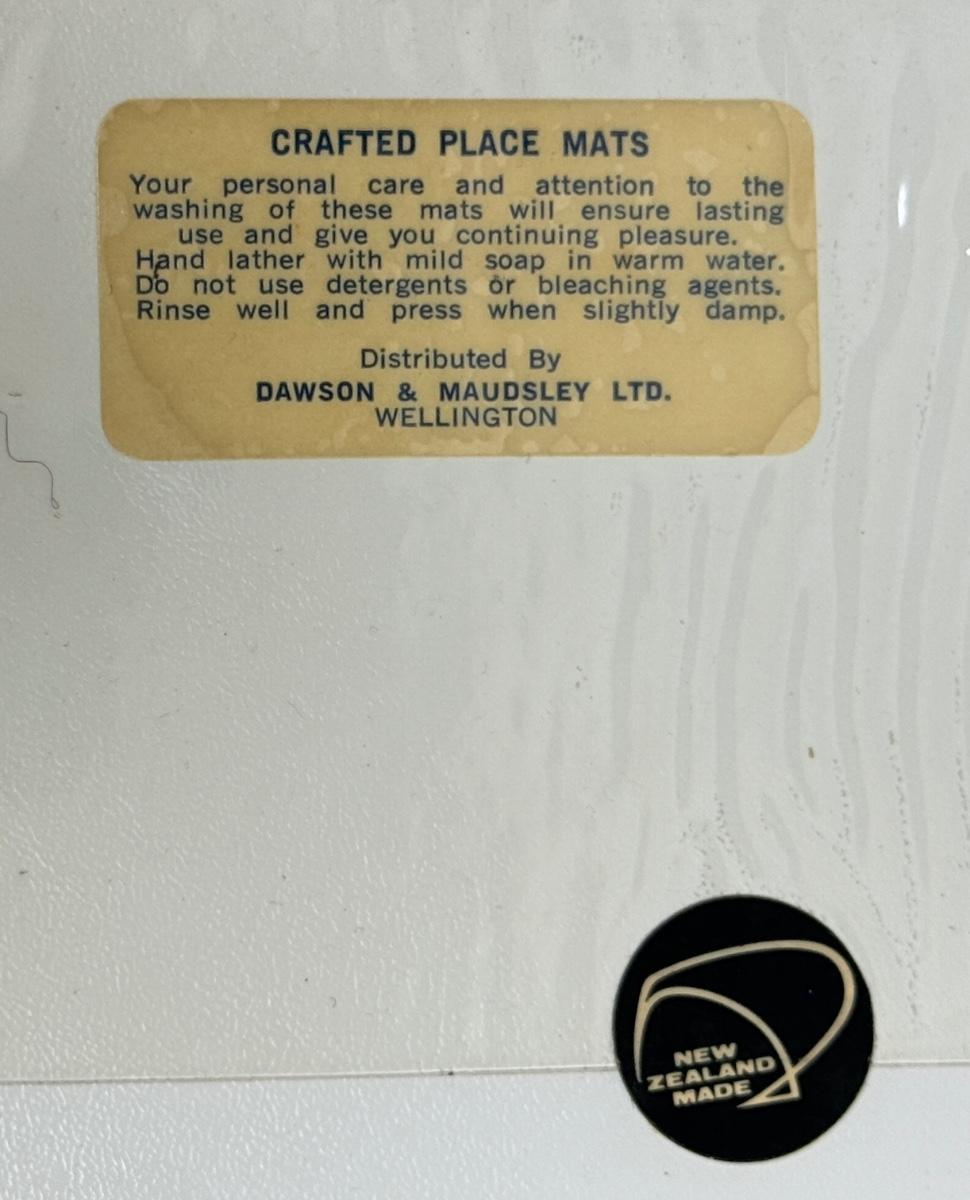 CRAFTED PLACE MATS
Your personal care and attention to the
washing of these mats will ensure lasting
use and give you continuing pleasure.
Hand lather with mild soap in warm water.
Do not use detergents or bleaching agents.
Rinse well and press when slightly damp.
Distributed By
DAWSON & MAUDSLEY LTD.
WELLINGTON
NEW
ZEALAND
MADE